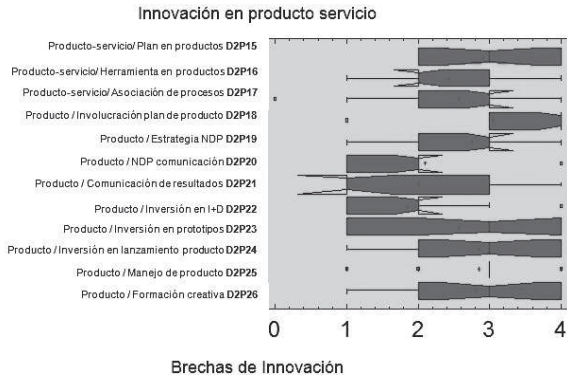 Innovación en producto servicio
Producto-servicio/Plan en productos D2P15
Producto-servicio/ Herramienta en productos D2P16
Producto-servicio/Asociación de procesos D2P17
Producto / Involucración plan de producto D2P18
Producto / Estrategia NDP D2P19
Producto / NDP comunicación D2P20
Producto / Comunicación de resultados D2P21
Producto / Inversión en I+D D2P22
Producto / Inversión en prototipos D2P23
Producto / Inversión en lanzamiento producto D2P24
Producto / Manejo de producto D2P25
Producto / Formación creativa D2P26
0 1 2 3 4
Brechas de Innovación